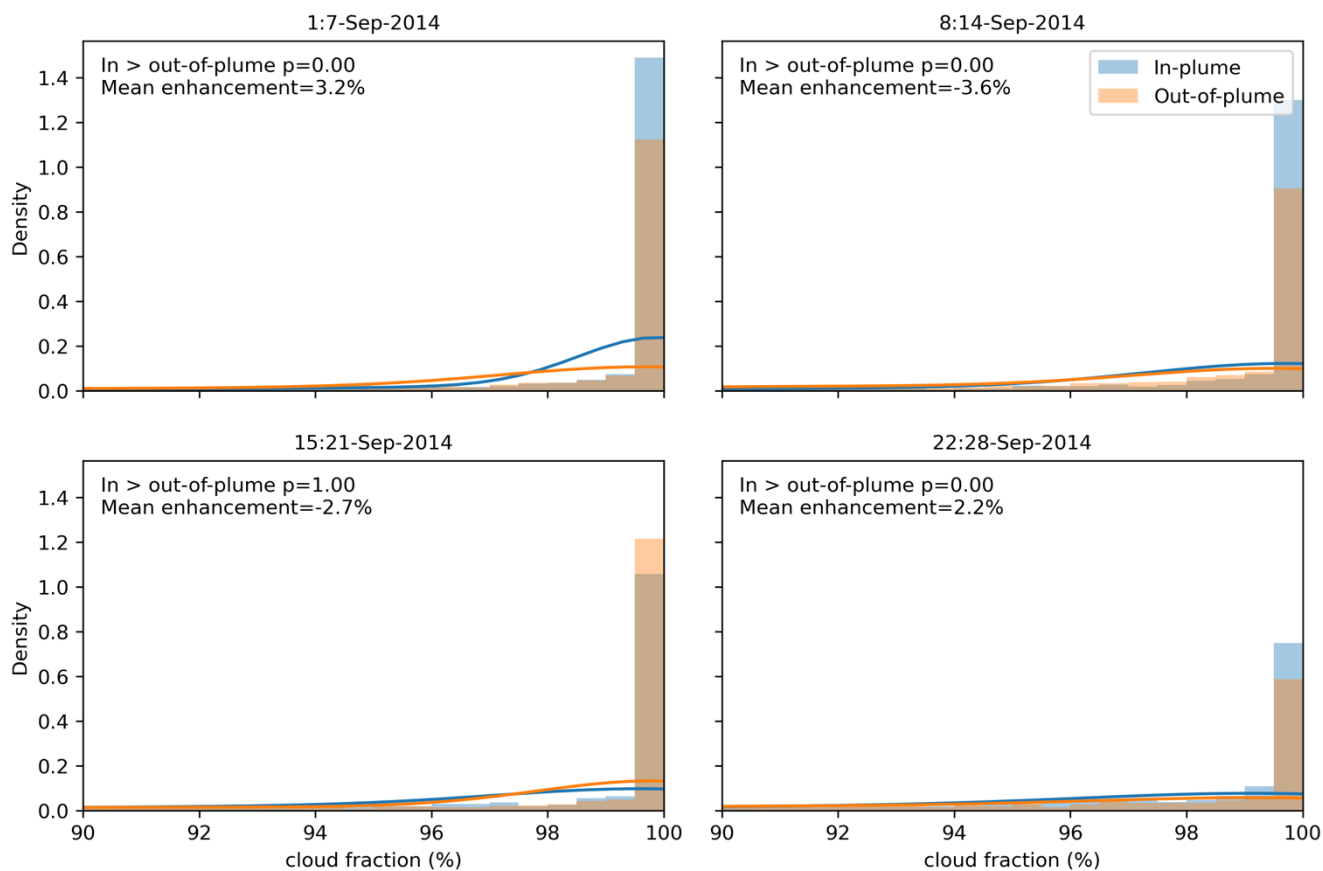 1:7-Sep-2014
In > out-of-plume p=0.00
Mean enhancement=3.2%
Density
1.4
1.2
1.0
0.8
0.6
0.4
0.2
0.0
8:14-Sep-2014
In > out-of-plume p=0.00
Mean enhancement=-3.6%
In-plume
Out-of-plume
15:21-Sep-2014
In > out-of-plume p=1.00
Mean enhancement=-2.7%
Density
1.4
1.2
1.0
0.8
0.6
0.4
0.2
0.0
90 92 94 96 98 100
cloud fraction (%)
22:28-Sep-2014
In > out-of-plume p=0.00
Mean enhancement=2.2%
90 92 94 96 98 100
cloud fraction (%)